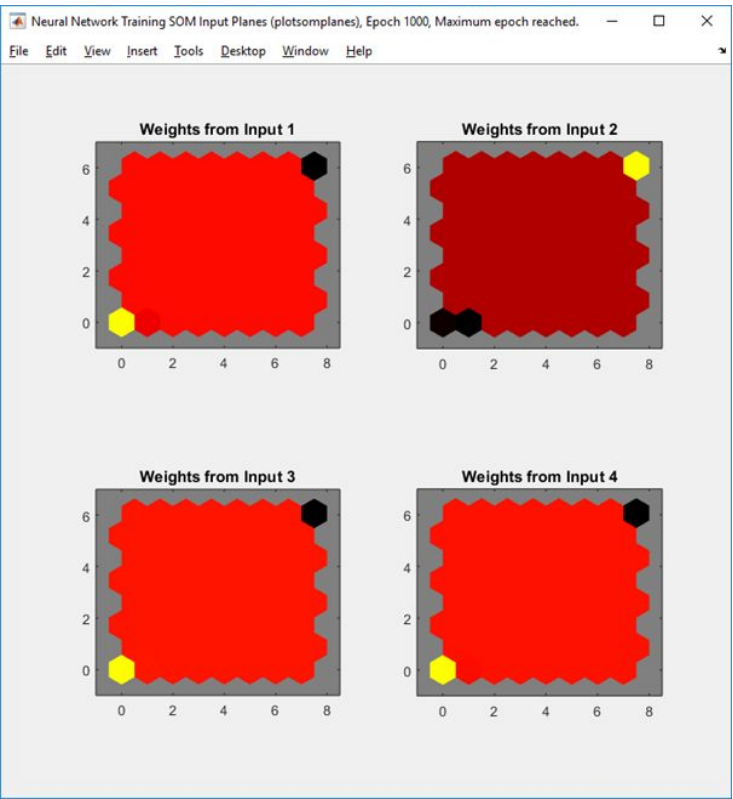 Neural Network Training SOM Input Planes (plotsomplanes), Epoch 1000, Maximum epoch reached.
File Edit View Insert Tools Desktop Window Help
Weights from Input 1
6
4
2
0
0 2 4 6 8
Weights from Input 2
6
4
2
0
0 2 4 6 8
Weights from Input 3
6
4
2
0
0 2 4 6 8
Weights from Input 4
6
4
2
0
0 2 4 6 8